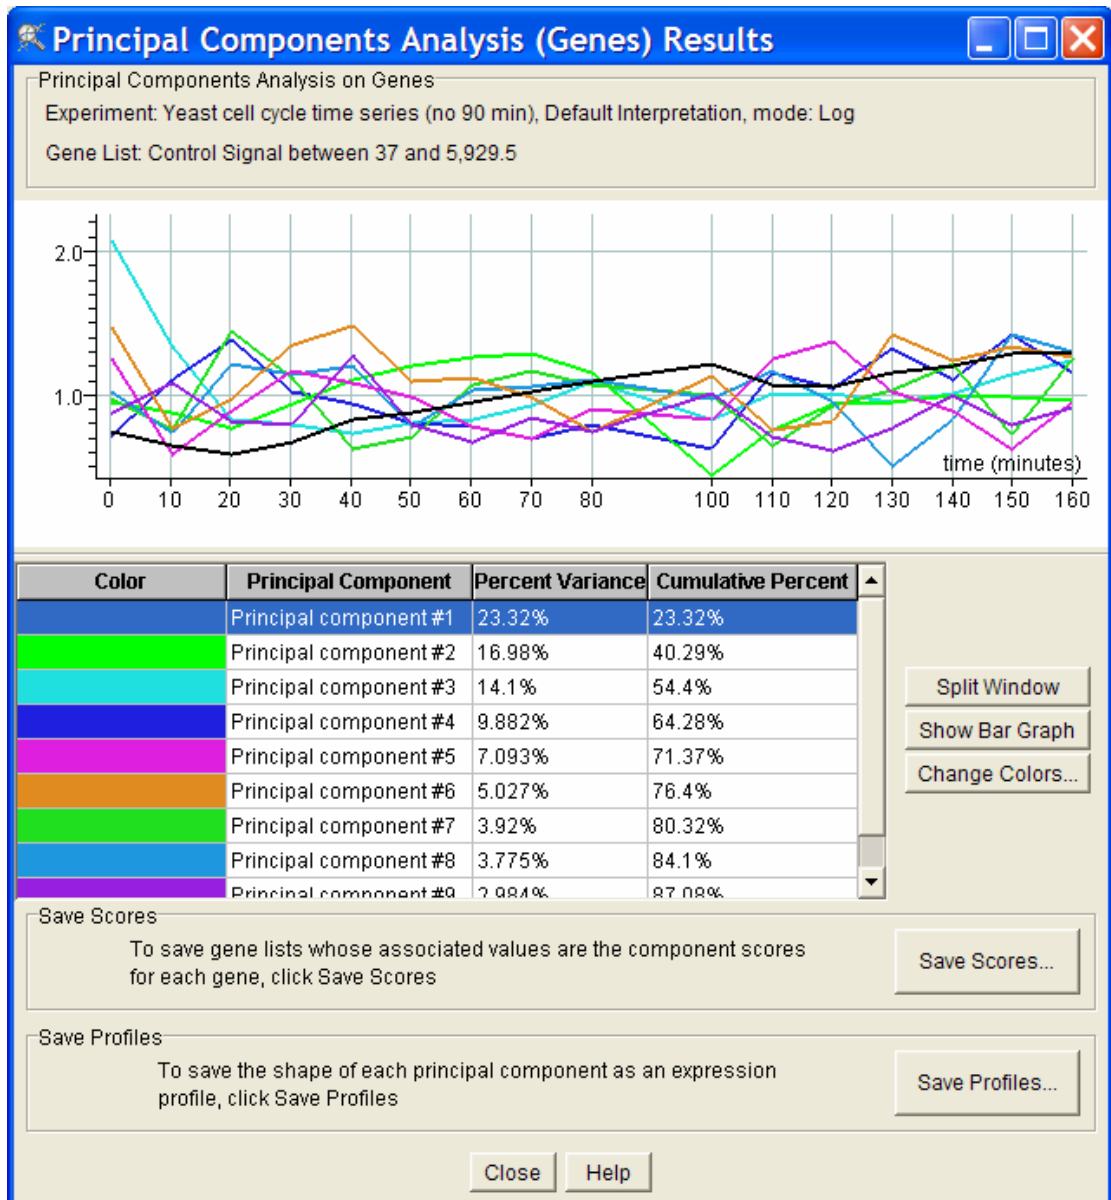 Principal Components Analysis (Genes) Results
Principal Components Analysis on Genes
Experiment: Yeast cell cycle time series (no 90 min), Default Interpretation, mode: Log
Gene List: Control Signal between 37 and 5,929.5
2.0
1.0
time (minutes)
0 10 20 30 40 50 60 70 80 100 110 120 130 140 150 160
Color Principal Component Percent Variance Cumulative Percent
Principal component #1 23.32% 23.32%
Principal component #2 16.98% 40.29%
Principal component #3 14.1% 54.4%
Principal component #4 9.882% 64.28%
Principal component #5 7.093% 71.37%
Principal component #6 5.027% 76.4%
Principal component #7 3.92% 80.32%
Principal component #8 3.775% 84.1%
Principal component #9 2.984% 87.08%
Split Window
Show Bar Graph
Change Colors...
Save Scores
To save gene lists whose associated values are the component scores
for each gene, click Save Scores
Save Scores...
Save Profiles
To save the shape of each principal component as an expression
profile, click Save Profiles
Save Profiles...
Close Help